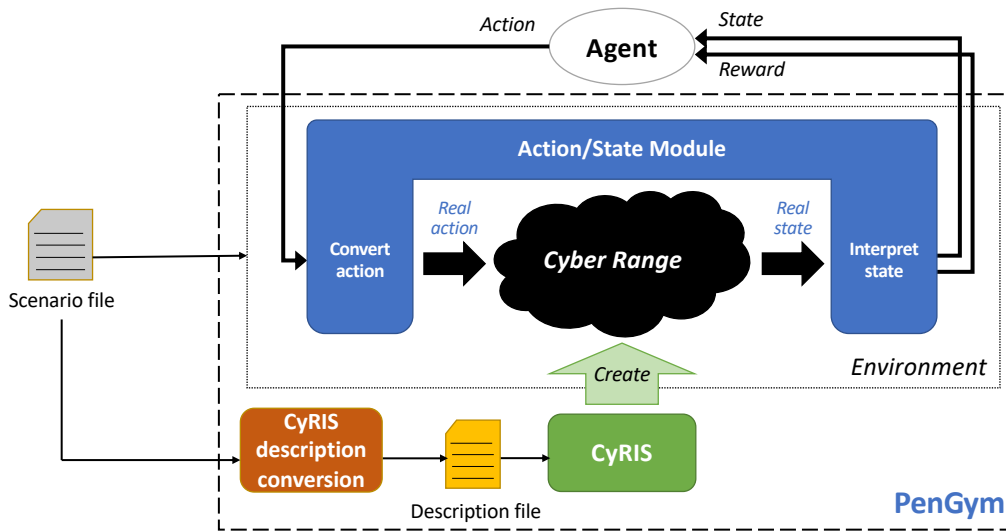 Action
State
Agent
Reward
Action/State Module
Real
action
Real
state
Convert
action
Cyber Range
Interpret
state
Scenario file
Environment
Create
CyRIS
description
conversion
CyRIS
Description file
PenGym